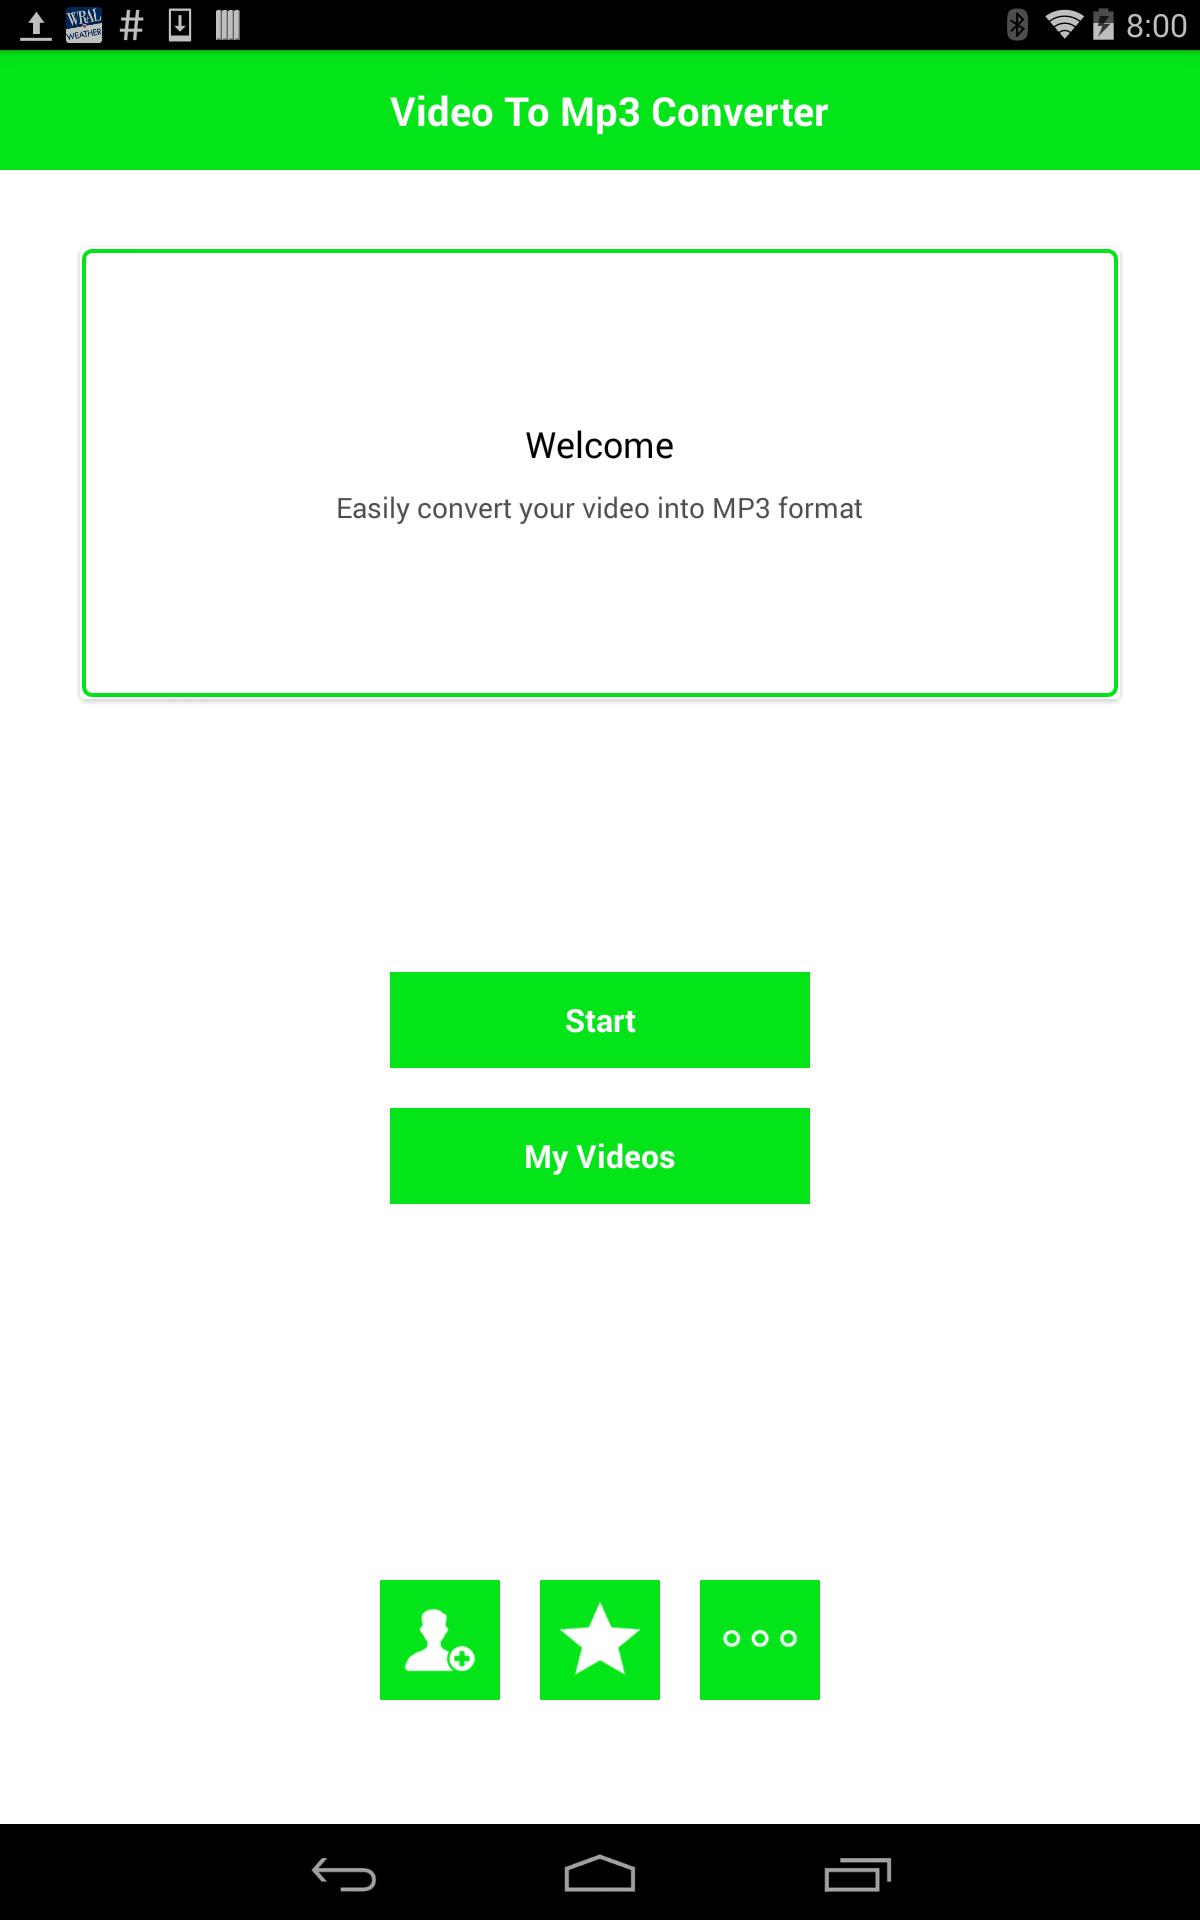 WRAL
WEATHER
#
8:00
Video To Mp3 Converter
Welcome
Easily convert your video into MP3 format
Start
My Videos